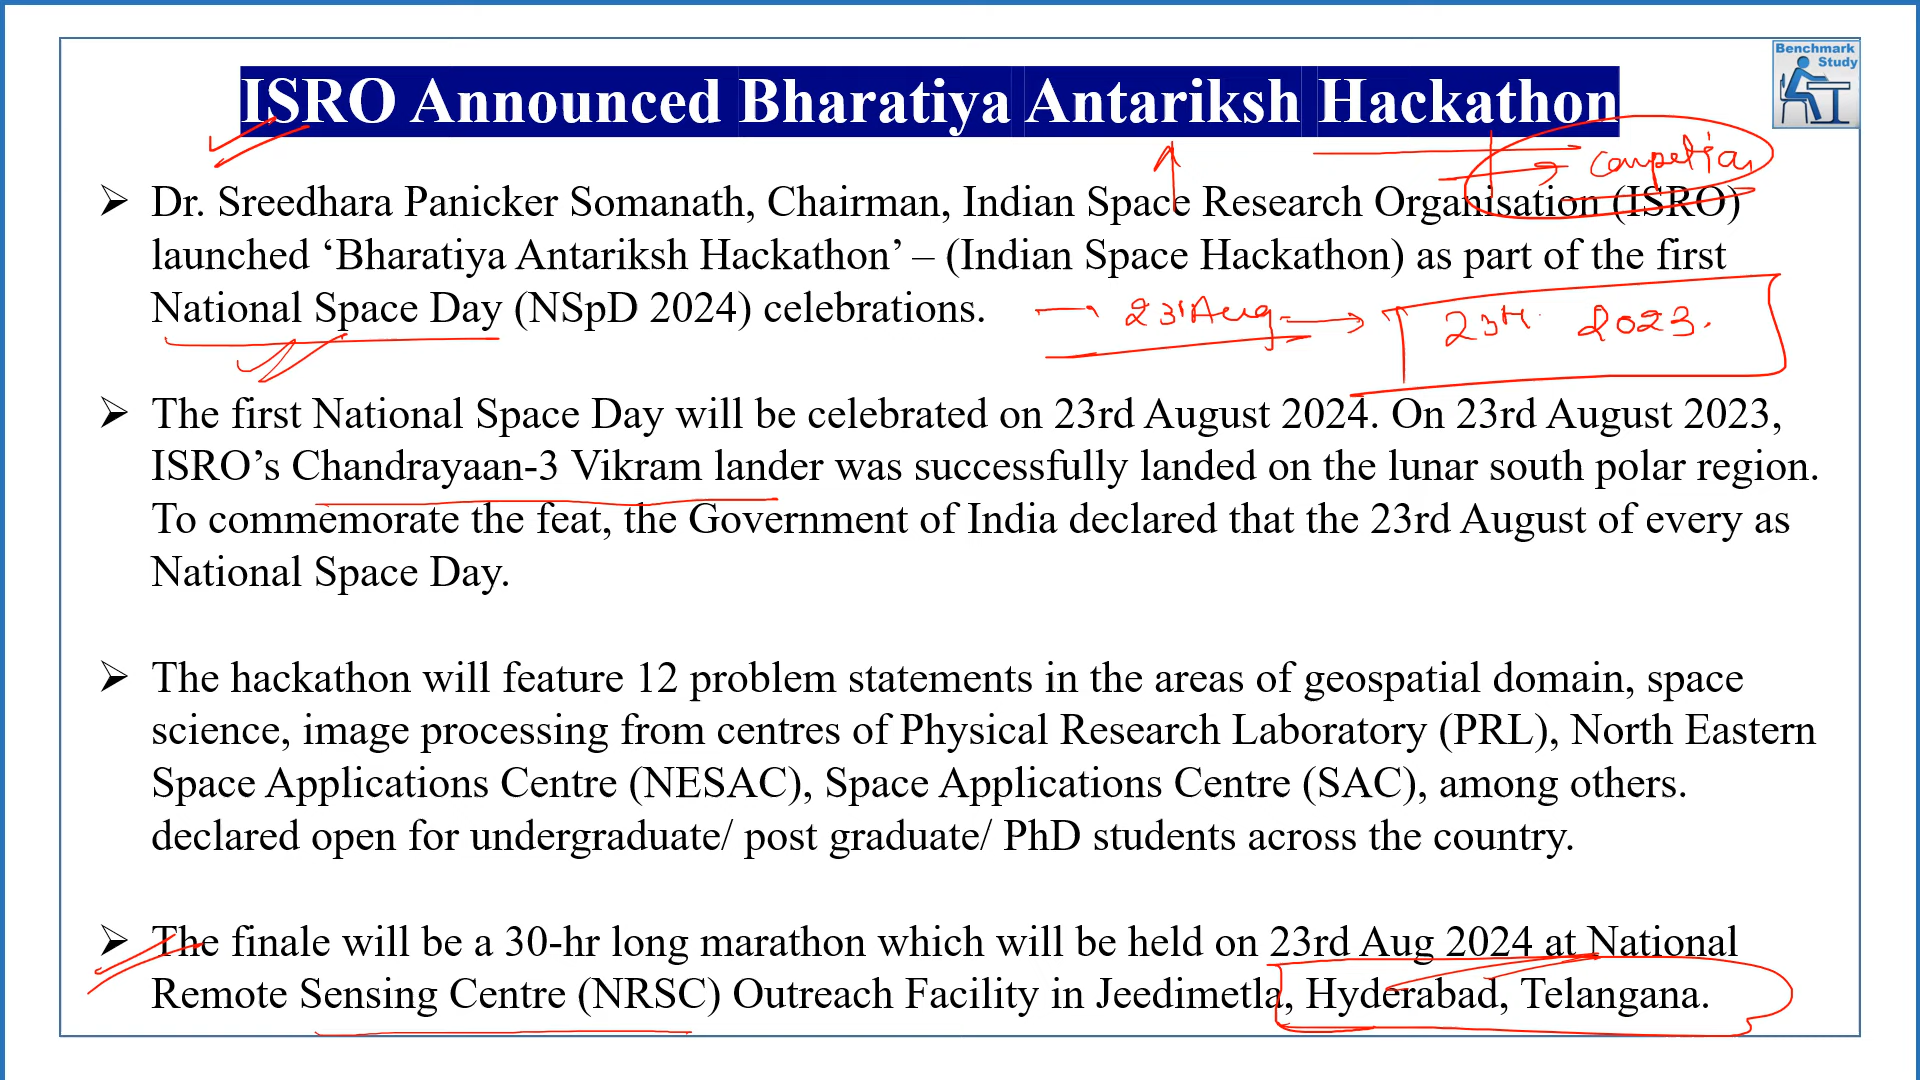 Benchmark
Study
ISRO Announced Bharatiya Antariksh Hackathon
competion
➢ Dr. Sreedhara Panicker Somanath, Chairman, Indian Space Research Organisation (ISRO)
launched ‘Bharatiya Antariksh Hackathon’ – (Indian Space Hackathon) as part of the first
National Space Day (NSpD 2024) celebrations.
23 Aug
23rd 2023.
➢ The first National Space Day will be celebrated on 23rd August 2024. On 23rd August 2023,
ISRO’s Chandrayaan-3 Vikram lander was successfully landed on the lunar south polar region.
To commemorate the feat, the Government of India declared that the 23rd August of every as
National Space Day.
➢ The hackathon will feature 12 problem statements in the areas of geospatial domain, space
science, image processing from centres of Physical Research Laboratory (PRL), North Eastern
Space Applications Centre (NESAC), Space Applications Centre (SAC), among others.
declared open for undergraduate/ post graduate/ PhD students across the country.
➢ The finale will be a 30-hr long marathon which will be held on 23rd Aug 2024 at National
Remote Sensing Centre (NRSC) Outreach Facility in Jeedimetla, Hyderabad, Telangana.